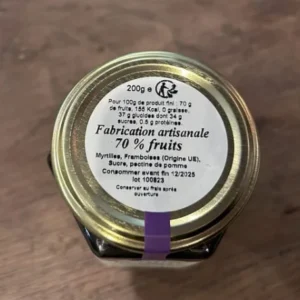 200g e
Pour 100g de produit fini : 70 g
de fruits, 155 Kcal, 0 graisse,
37 g glucides dont 34 g
sucres, 0.5 g protéines.
Fabrication artisanale
70 % fruits
Myrtilles, Framboises (Origine UE),
Sucre, pectine de pomme
Consommer avant fin 12/2025
lot 100823
Conserver au frais après
ouverture